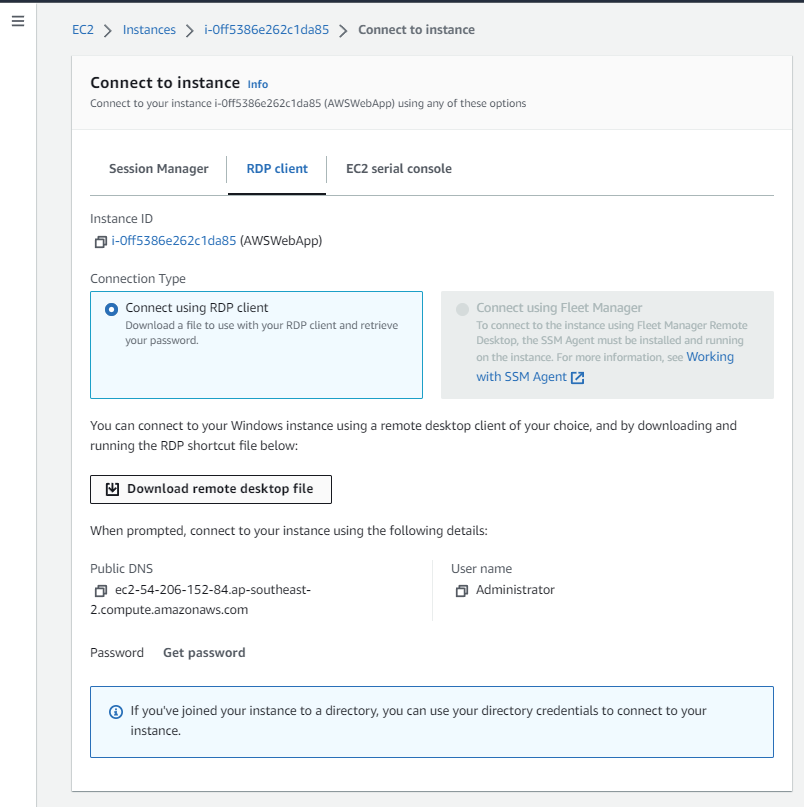 EC2 > Instances > i-0ff5386e262c1da85 > Connect to instance
Connect to instance Info
Connect to your instance i-0ff5386e262c1da85 (AWSWebApp) using any of these options
Session Manager RDP client EC2 serial console
Instance ID
i-0ff5386e262c1da85 (AWSWebApp)
Connection Type
Connect using RDP client
Download a file to use with your RDP client and retrieve
your password.
Connect using Fleet Manager
To connect to the instance using Fleet Manager Remote
Desktop, the SSM Agent must be installed and running
on the instance. For more information, see Working
with SSM Agent
You can connect to your Windows instance using a remote desktop client of your choice, and by downloading and
running the RDP shortcut file below:
Download remote desktop file
When prompted, connect to your instance using the following details:
Public DNS
ec2-54-206-152-84.ap-southeast-
2.compute.amazonaws.com
User name
Administrator
Password Get password
If you've joined your instance to a directory, you can use your directory credentials to connect to your
instance.